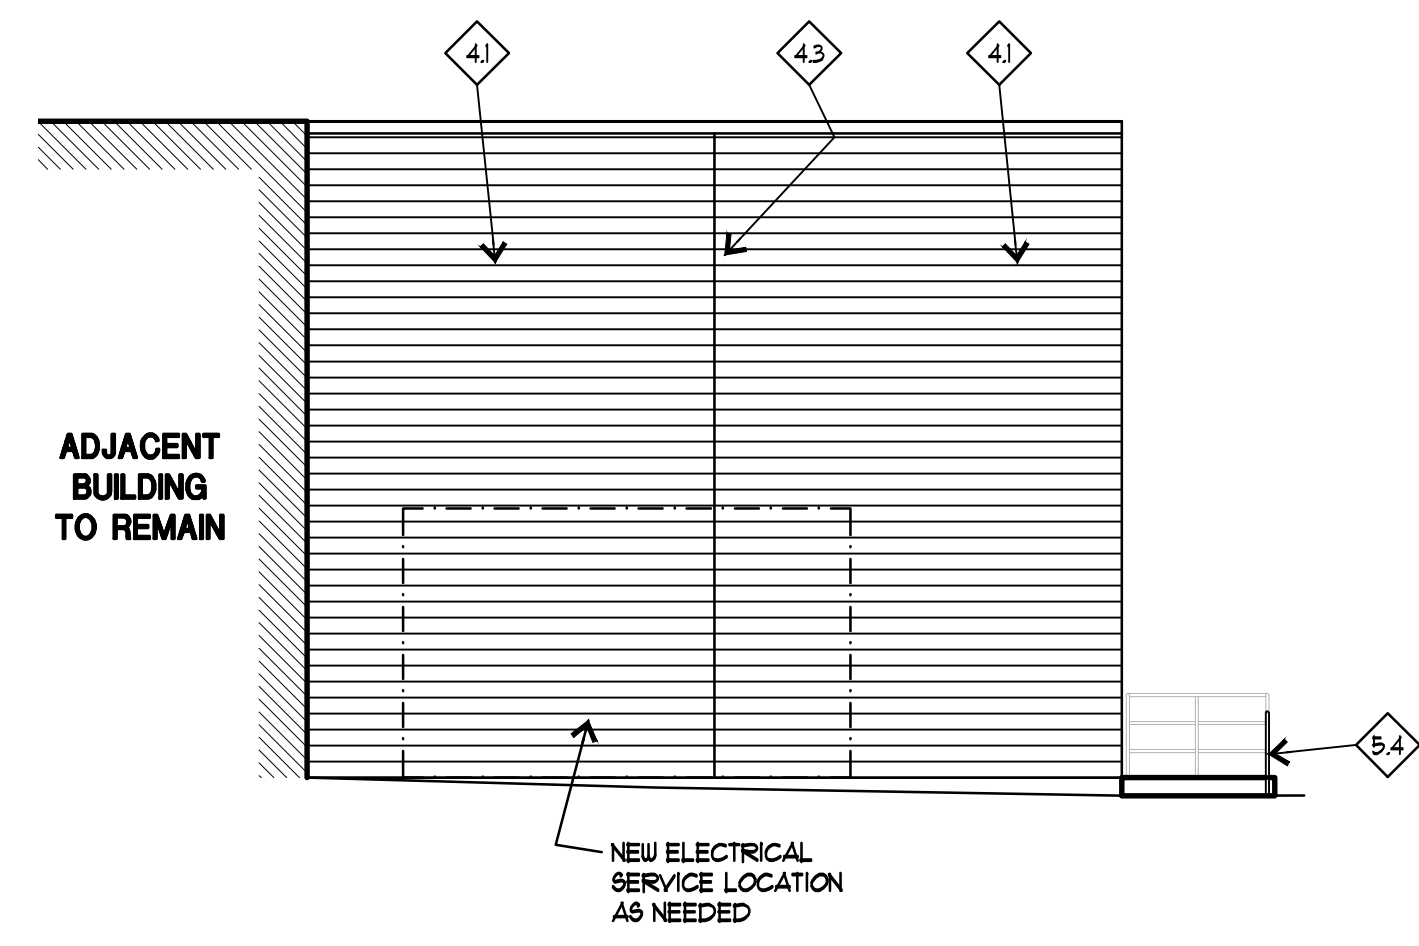 4.1
4.3
4.1
ADJACENT
BUILDING
TO REMAIN
5.4
NEW ELECTRICAL
SERVICE LOCATION
AS NEEDED